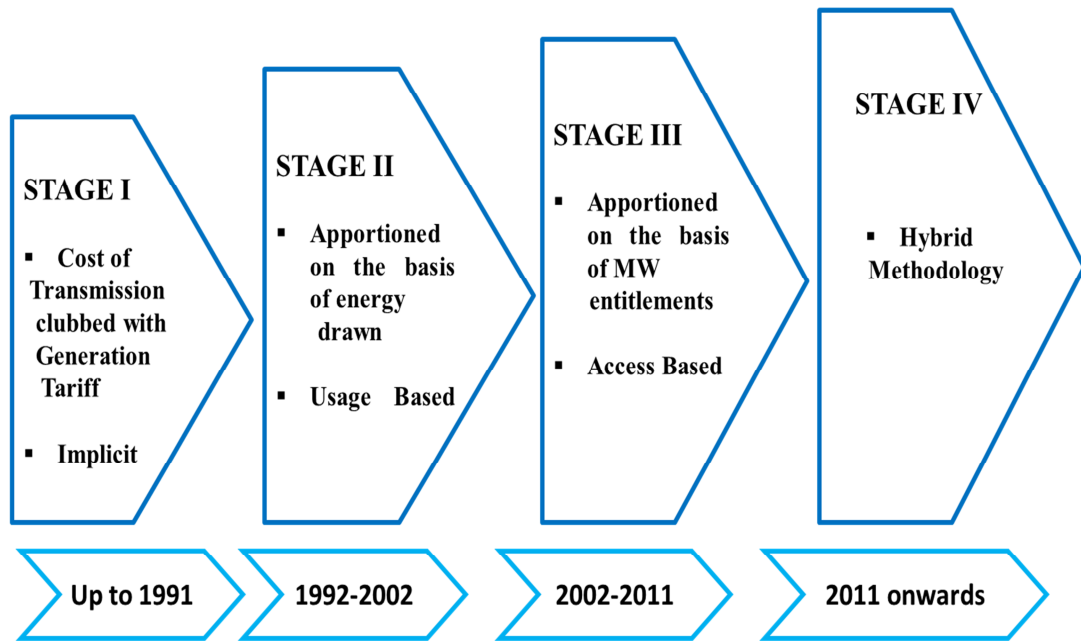 STAGE I
▪ Cost of
Transmission
clubbed with
Generation
Tariff
▪ Implicit
STAGE II
▪ Apportioned
on the basis
of energy
drawn
▪ Usage Based
STAGE III
▪ Apportioned
on the basis
of MW
entitlements
▪ Access Based
STAGE IV
▪ Hybrid
Methodology
Up to 1991
1992-2002
2002-2011
2011 onwards